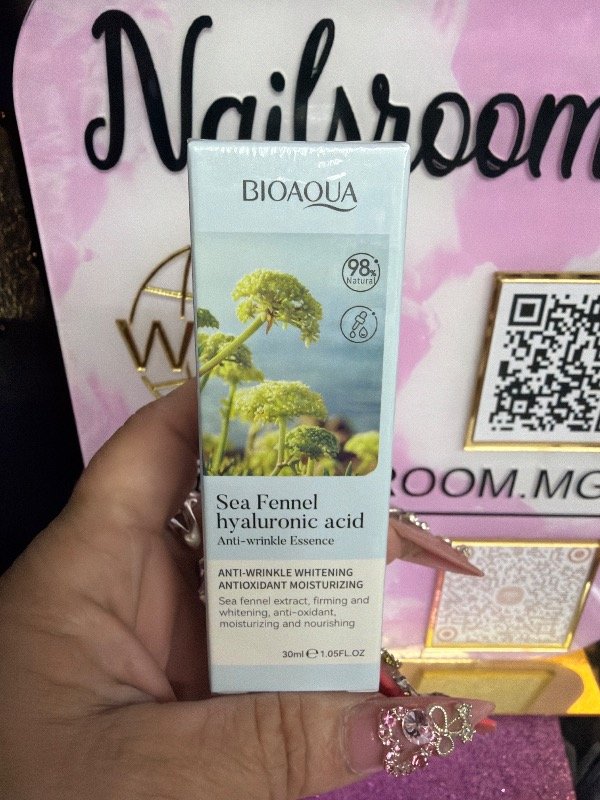 Nailsroom
BIOAQUA
98%
Natural
W
Sea Fennel
hyaluronic acid
Anti-wrinkle Essence
ROOM.MG
ANTI-WRINKLE WHITENING
ANTIOXIDANT MOISTURIZING
Sea fennel extract, firming and
whitening, anti-oxidant,
moisturizing and nourishing
30ml ℮ 1.05FL.OZ